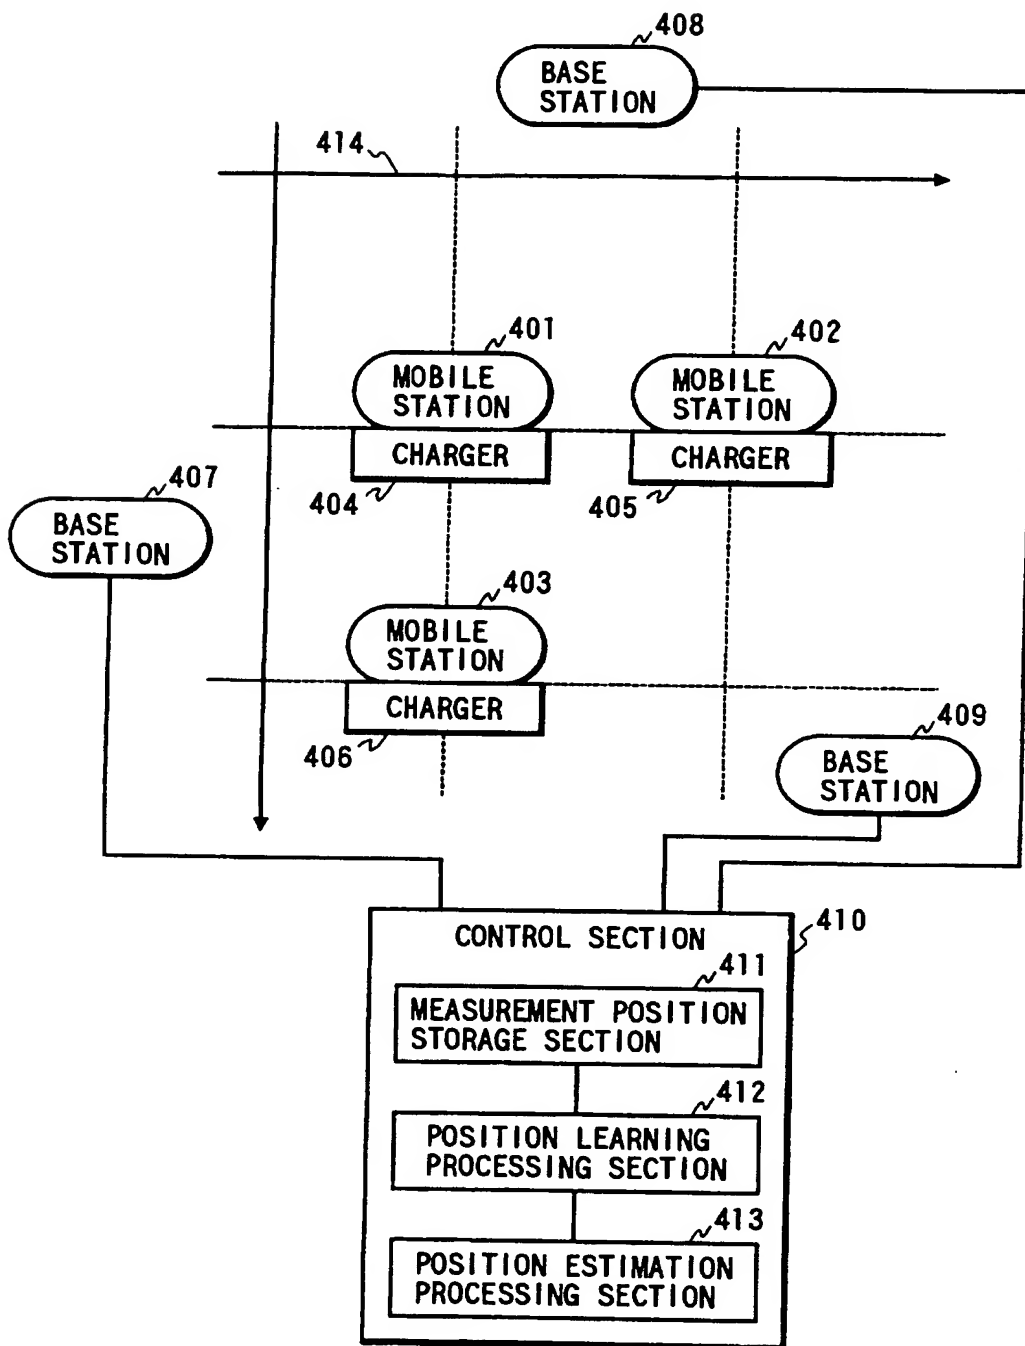 408
BASE
STATION
414
401
MOBILE
STATION
CHARGER
404
402
MOBILE
STATION
CHARGER
405
407
BASE
STATION
403
MOBILE
STATION
CHARGER
406
409
BASE
STATION
410
CONTROL SECTION
411
MEASUREMENT POSITION
STORAGE SECTION
412
POSITION LEARNING
PROCESSING SECTION
413
POSITION ESTIMATION
PROCESSING SECTION